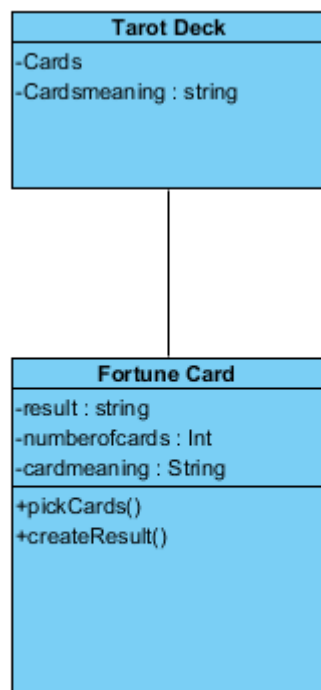 Tarot Deck
-Cards
-Cardsmeaning : string
Fortune Card
-result : string
-numberofcards : Int
-cardmeaning : String
+pickCards()
+createResult()